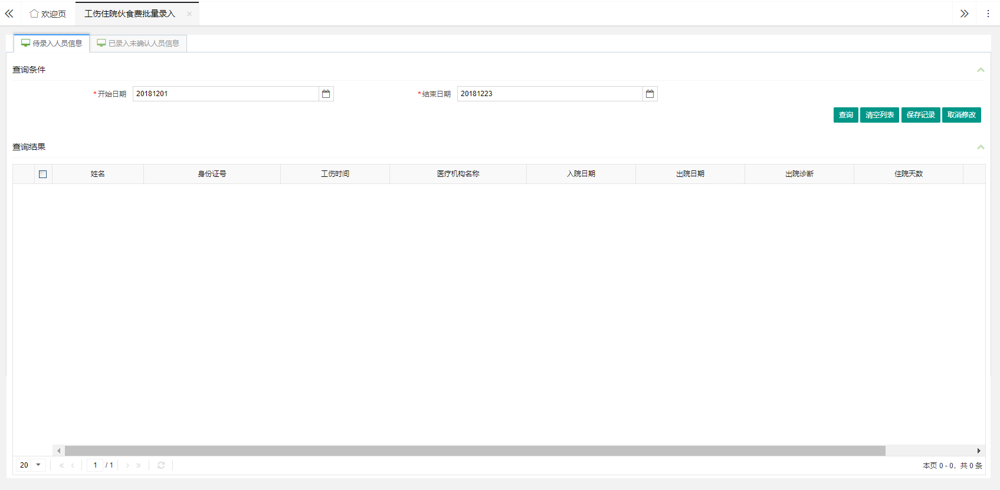 欢迎页 工伤住院伙食费批量录入
待录入人员信息 已录入未确认人员信息
查询条件
*开始日期 20181201 *结束日期 20181223
查询 清空列表 保存记录 取消修改
查询结果
姓名 身份证号 工伤时间 医疗机构名称 入院日期 出院日期 出院诊断 住院天数
20 1 / 1 本页 0 - 0，共 0 条